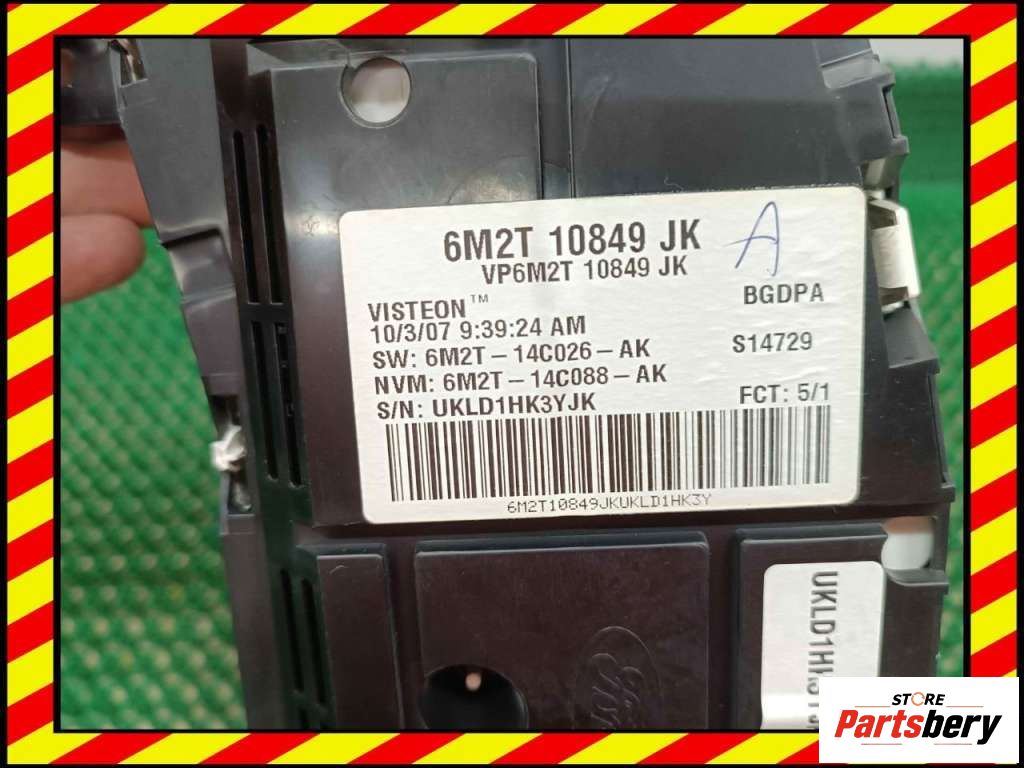 6M2T 10849 JK
A
VP6M2T 10849 JK
VISTEON™
BGDPA
10/3/07 9:39:24 AM
SW: 6M2T-14C026-AK
S14729
NVM: 6M2T-14C088-AK
S/N: UKLD1HK3YJK
FCT: 5/1
6M2T10849JKUKLD1HK3Y
Ford
STORE
Partsbery